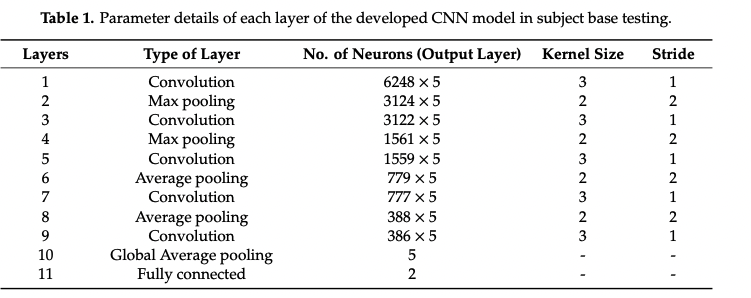 Table 1. Parameter details of each layer of the developed CNN model in subject base testing.
Layers Type of Layer No. of Neurons (Output Layer) Kernel Size Stride
1 Convolution 6248 × 5 3 1
2 Max pooling 3124 × 5 2 2
3 Convolution 3122 × 5 3 1
4 Max pooling 1561 × 5 2 2
5 Convolution 1559 × 5 3 1
6 Average pooling 779 × 5 2 2
7 Convolution 777 × 5 3 1
8 Average pooling 388 × 5 2 2
9 Convolution 386 × 5 3 1
10 Global Average pooling 5 - -
11 Fully connected 2 - -